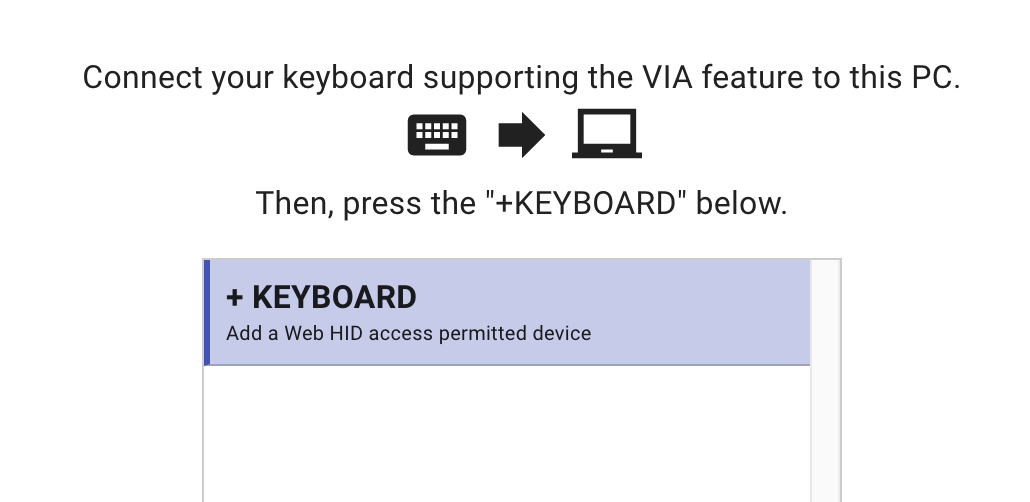 Connect your keyboard supporting the VIA feature to this PC.
Then, press the "+KEYBOARD" below.
+ KEYBOARD
Add a Web HID access permitted device